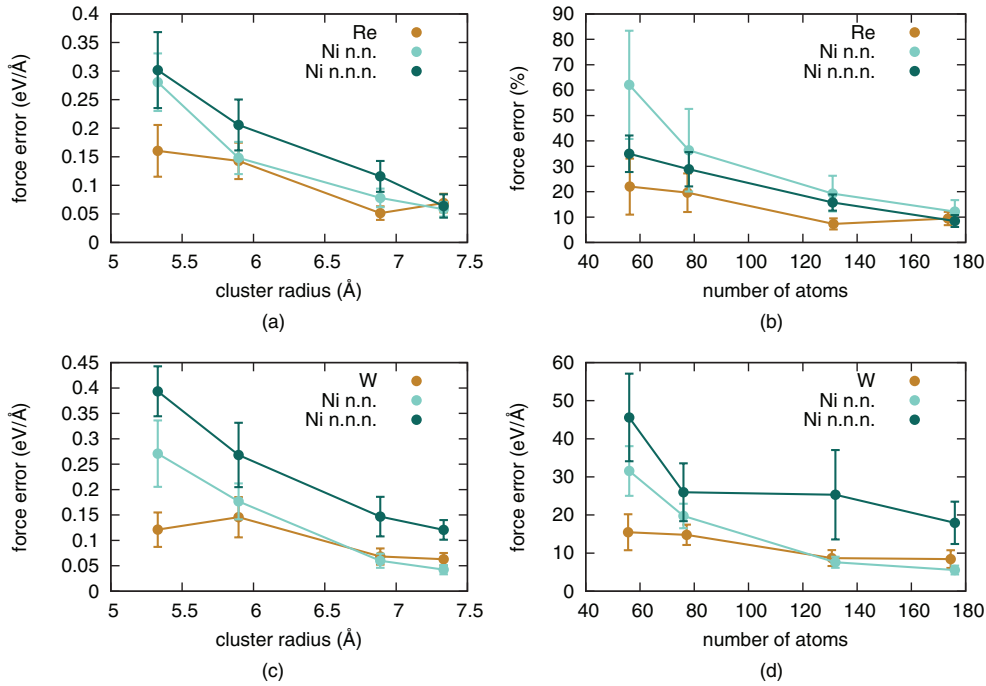 0.4
0.35
0.3
0.25
0.2
0.15
0.1
0.05
0
force error (eV/Å)
Re
Ni n.n.
Ni n.n.n.
5
5.5
6
6.5
7
7.5
cluster radius (Å)
(a)
90
80
70
60
50
40
30
20
10
0
force error (%)
Re
Ni n.n.
Ni n.n.n.
40
60
80
100
120
140
160
180
number of atoms
(b)
0.45
0.4
0.35
0.3
0.25
0.2
0.15
0.1
0.05
0
force error (eV/Å)
W
Ni n.n.
Ni n.n.n.
5
5.5
6
6.5
7
7.5
cluster radius (Å)
(c)
60
50
40
30
20
10
0
force error (eV/Å)
W
Ni n.n.
Ni n.n.n.
40
60
80
100
120
140
160
180
number of atoms
(d)